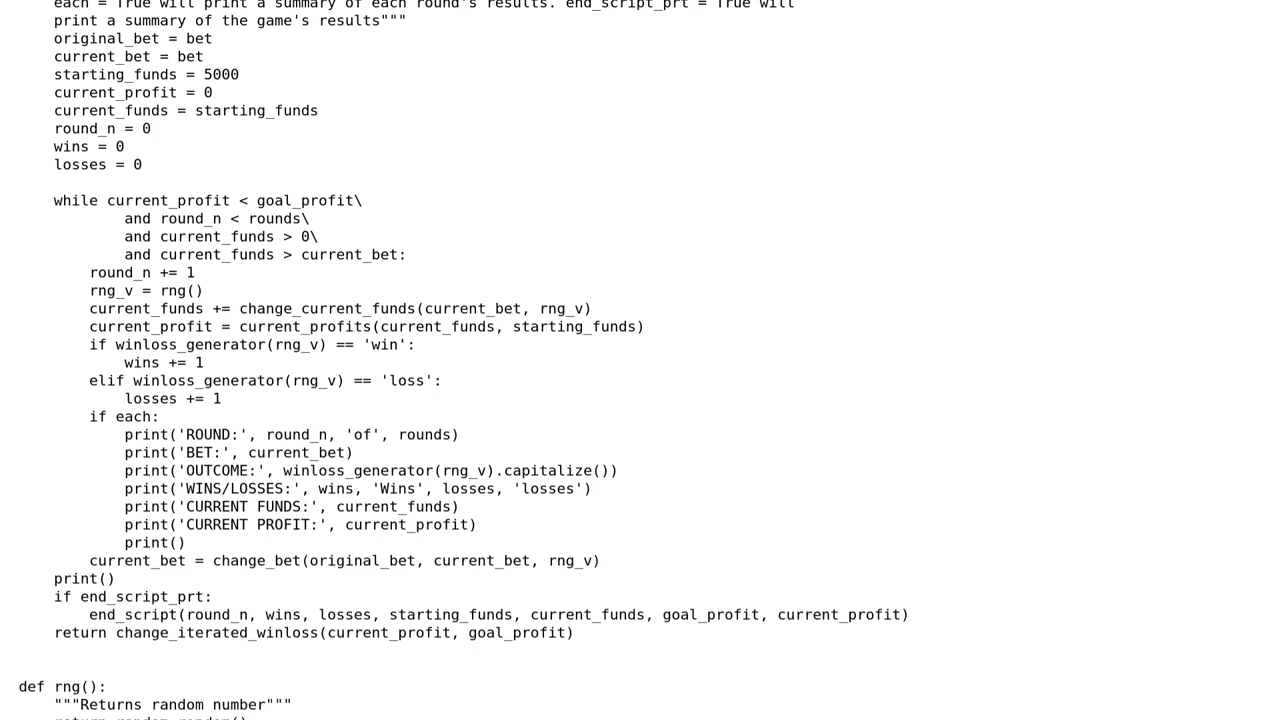 each = True will print a summary of each round's results. end_script_prt = True will
    print a summary of the game's results"""
    original_bet = bet
    current_bet = bet
    starting_funds = 5000
    current_profit = 0
    current_funds = starting_funds
    round_n = 0
    wins = 0
    losses = 0

    while current_profit < goal_profit\
            and round_n < rounds\
            and current_funds > 0\
            and current_funds > current_bet:
        round_n += 1
        rng_v = rng()
        current_funds += change_current_funds(current_bet, rng_v)
        current_profit = current_profits(current_funds, starting_funds)
        if winloss_generator(rng_v) == 'win':
            wins += 1
        elif winloss_generator(rng_v) == 'loss':
            losses += 1
        if each:
            print('ROUND:', round_n, 'of', rounds)
            print('BET:', current_bet)
            print('OUTCOME:', winloss_generator(rng_v).capitalize())
            print('WINS/LOSSES:', wins, 'Wins', losses, 'losses')
            print('CURRENT FUNDS:', current_funds)
            print('CURRENT PROFIT:', current_profit)
            print()
        current_bet = change_bet(original_bet, current_bet, rng_v)
    print()
    if end_script_prt:
        end_script(round_n, wins, losses, starting_funds, current_funds, goal_profit, current_profit)
    return change_iterated_winloss(current_profit, goal_profit)


def rng():
    """Returns random number"""
    return random.random()